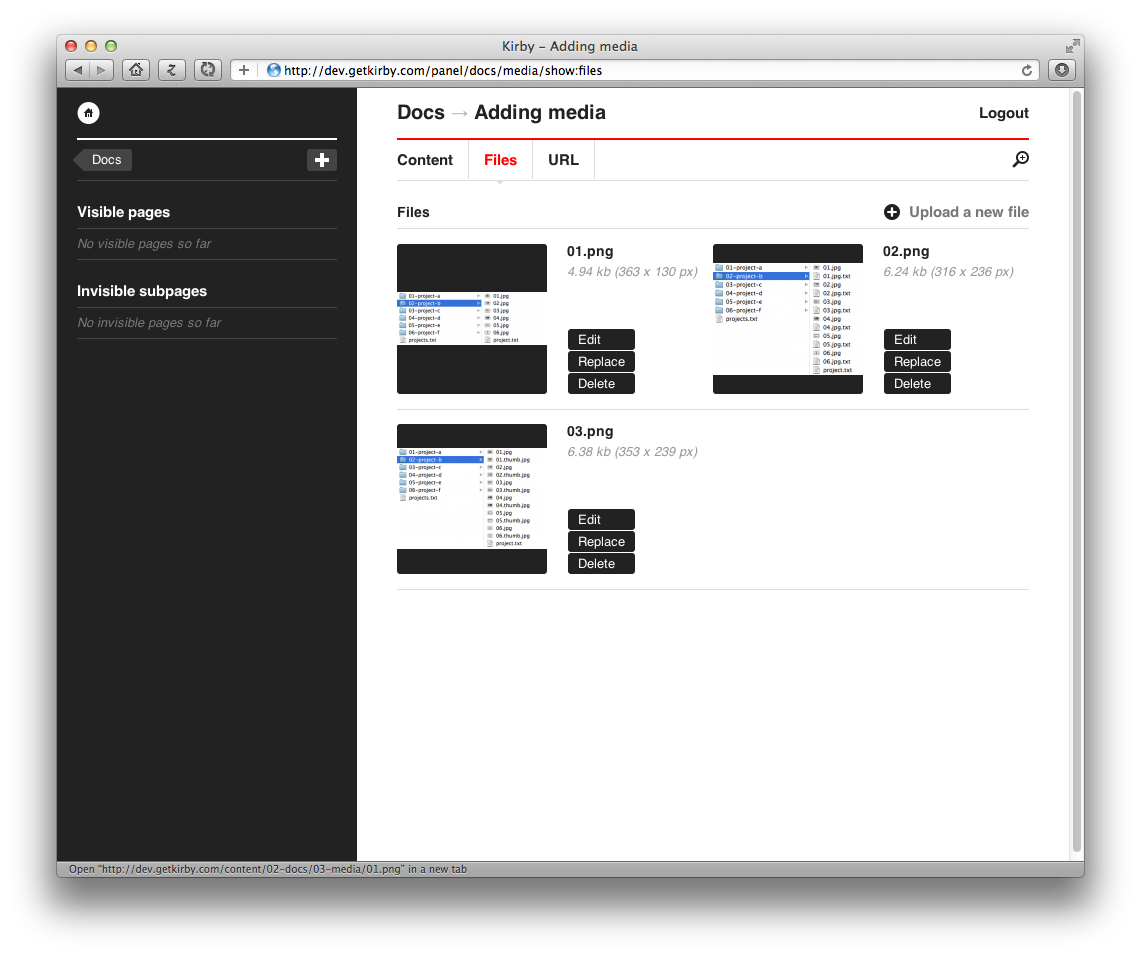 Kirby – Adding media
http://dev.getkirby.com/panel/docs/media/show:files
Docs → Adding media
Logout
Docs
Content
Files
URL
Visible pages
No visible pages so far
Invisible subpages
No invisible pages so far
Files
Upload a new file
01-project-a
02-project-b
03-project-c
04-project-d
05-project-e
06-project-f
projects.txt
01.jpg
02.jpg
03.jpg
04.jpg
05.jpg
06.jpg
project.txt
01.png
4.94 kb (363 x 130 px)
Edit
Replace
Delete
01-project-a
02-project-b
03-project-c
04-project-d
05-project-e
06-project-f
projects.txt
01.jpg
01.jpg.txt
02.jpg
02.jpg.txt
03.jpg
03.jpg.txt
04.jpg
04.jpg.txt
05.jpg
05.jpg.txt
06.jpg
06.jpg.txt
project.txt
02.png
6.24 kb (316 x 236 px)
Edit
Replace
Delete
01-project-a
02-project-b
03-project-c
04-project-d
05-project-e
06-project-f
projects.txt
01.jpg
01.thumb.jpg
02.jpg
02.thumb.jpg
03.jpg
03.thumb.jpg
04.jpg
04.thumb.jpg
05.jpg
05.thumb.jpg
06.jpg
06.thumb.jpg
project.txt
03.png
6.38 kb (353 x 239 px)
Edit
Replace
Delete
Open "http://dev.getkirby.com/content/02-docs/03-media/01.png" in a new tab